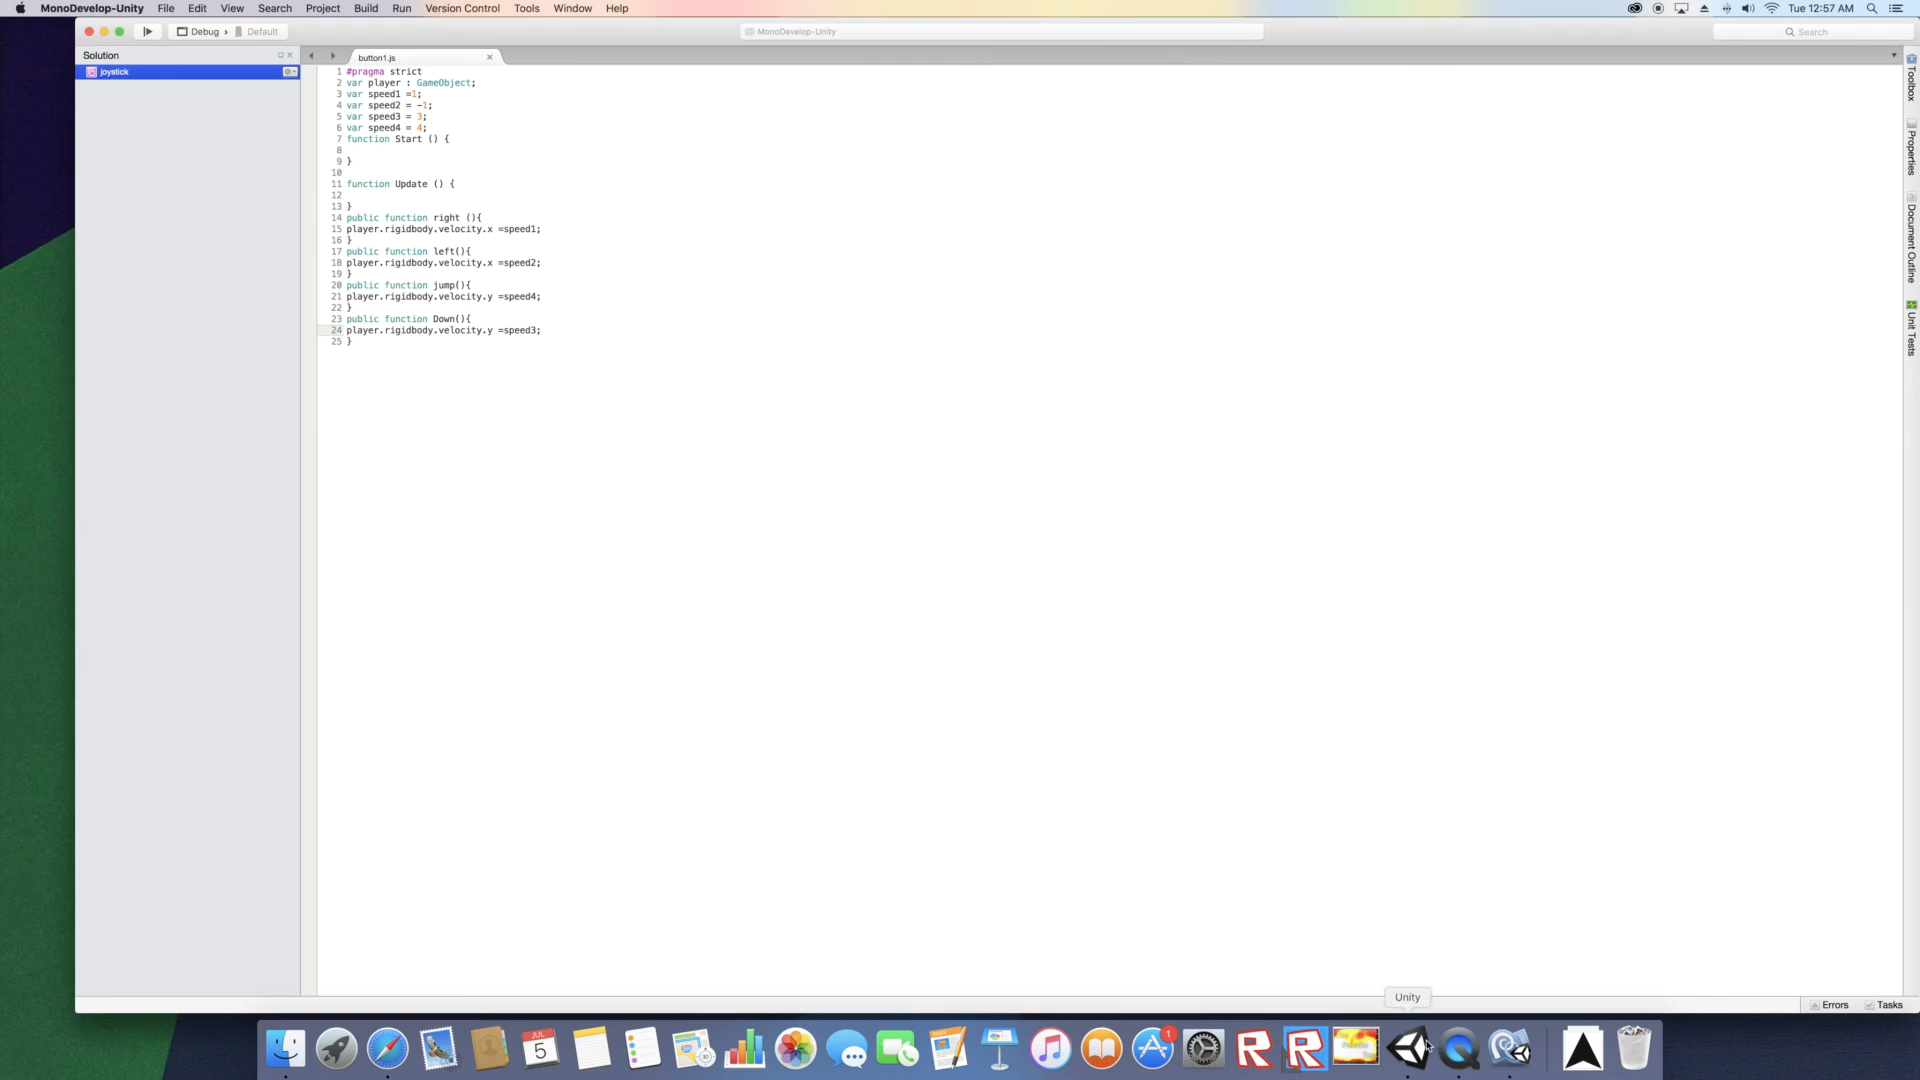 MonoDevelop-Unity File Edit View Search Project Build Run Version Control Tools Window Help Tue 12:57 AM
Debug › Default MonoDevelop-Unity Search
Solution
joystick
button1.js
1 #pragma strict
2 var player : GameObject;
3 var speed1 =1;
4 var speed2 = -1;
5 var speed3 = 3;
6 var speed4 = 4;
7 function Start () {
8
9 }
10
11 function Update () {
12
13 }
14 public function right (){
15 player.rigidbody.velocity.x =speed1;
16 }
17 public function left(){
18 player.rigidbody.velocity.x =speed2;
19 }
20 public function jump(){
21 player.rigidbody.velocity.y =speed4;
22 }
23 public function Down(){
24 player.rigidbody.velocity.y =speed3;
25 }
Toolbox
Properties
Document Outline
Unit Tests
Unity
Errors Tasks
JUL
5
1